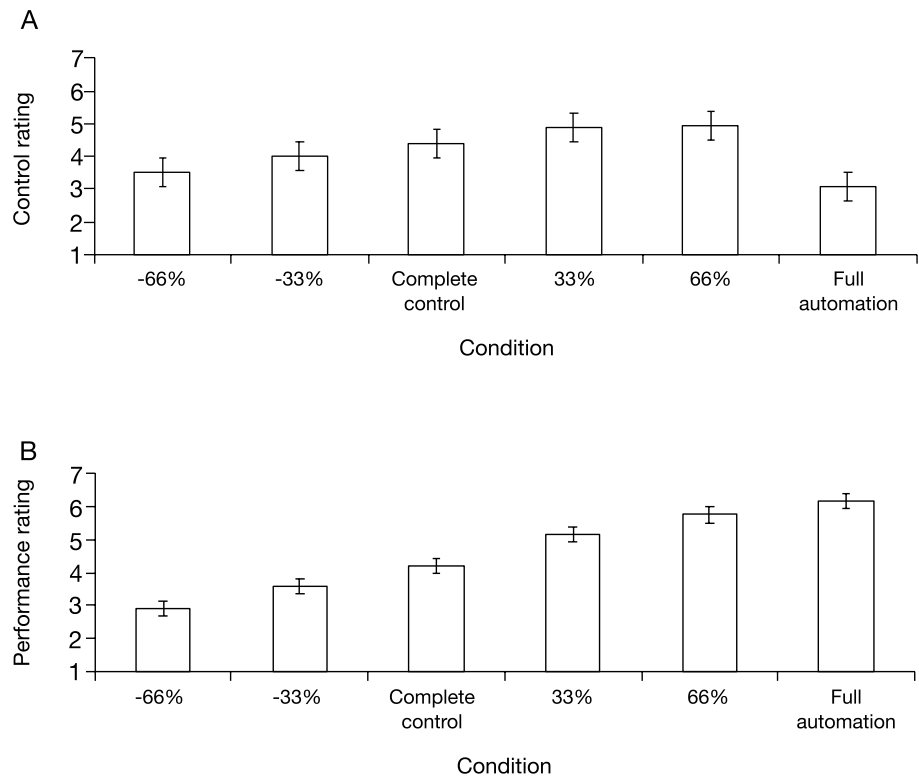 A
Control rating
7
6
5
4
3
2
1
-66% -33% Complete 33% 66% Full
control automation
Condition
B
Performance rating
7
6
5
4
3
2
1
-66% -33% Complete 33% 66% Full
control automation
Condition